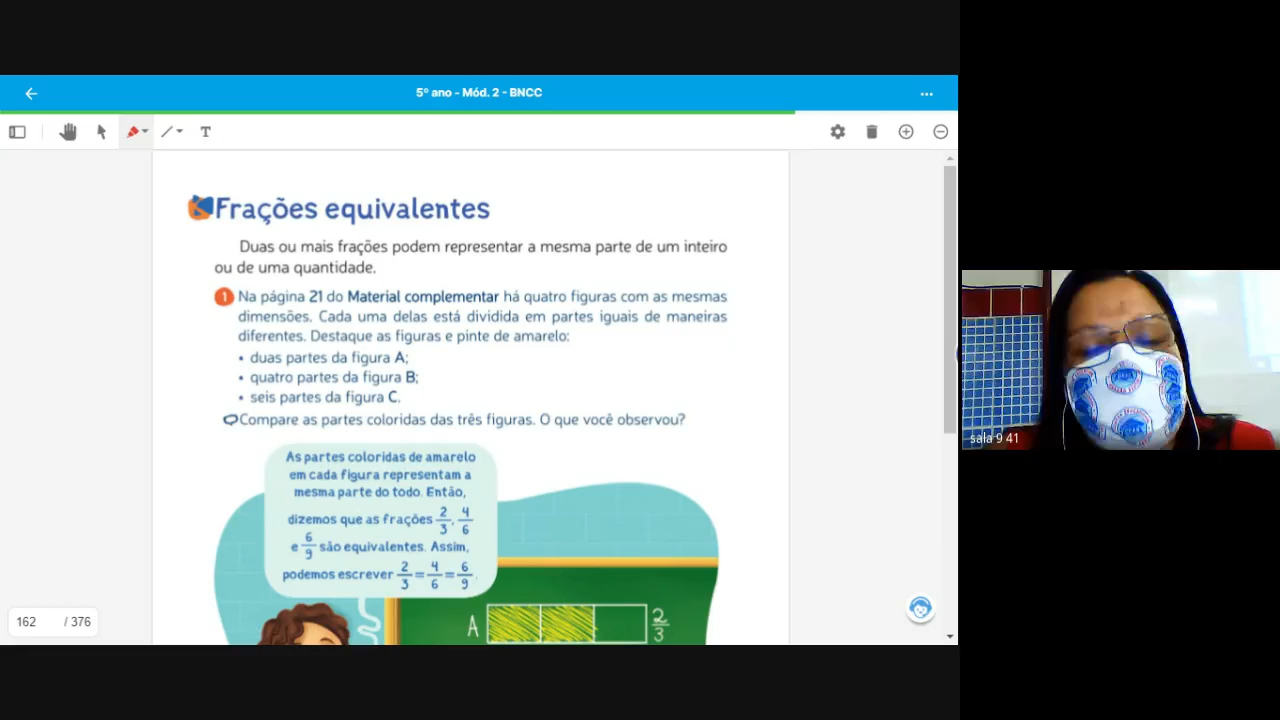 5º ano - Mód. 2 - BNCC
T
Frações equivalentes
Duas ou mais frações podem representar a mesma parte de um inteiro
ou de uma quantidade.
1 Na página 21 do Material complementar há quatro figuras com as mesmas
dimensões. Cada uma delas está dividida em partes iguais de maneiras
diferentes. Destaque as figuras e pinte de amarelo:
• duas partes da figura A;
• quatro partes da figura B;
• seis partes da figura C.
Compare as partes coloridas das três figuras. O que você observou?
As partes coloridas de amarelo
em cada figura representam a
mesma parte do todo. Então,
dizemos que as frações 2/3, 4/6
e 6/9 são equivalentes. Assim,
podemos escrever 2/3 = 4/6 = 6/9.
A 2/3
162 / 376
sala 9 41